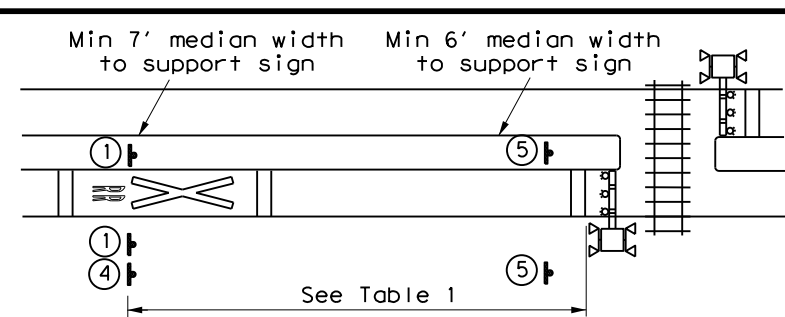 Min 7' median width
to support sign
Min 6' median width
to support sign
1
5
RR
1
4
5
See Table 1